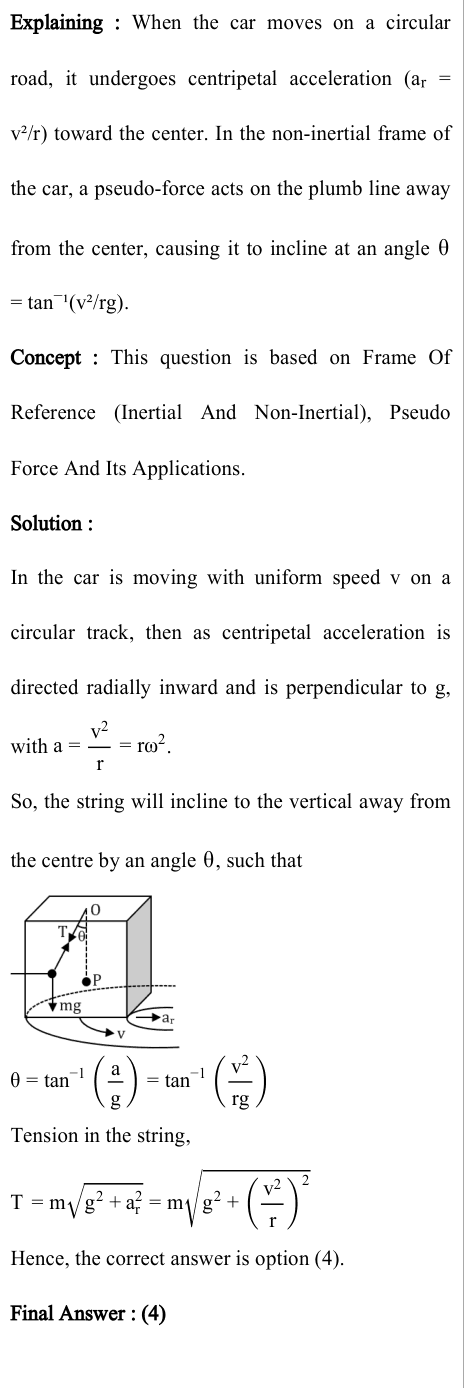 Explaining : When the car moves on a circular
road, it undergoes centripetal acceleration (aᵣ =
v²/r) toward the center. In the non-inertial frame of
the car, a pseudo-force acts on the plumb line away
from the center, causing it to incline at an angle θ
= tan⁻¹(v²/rg).
Concept : This question is based on Frame Of
Reference (Inertial And Non-Inertial), Pseudo
Force And Its Applications.
Solution :
In the car is moving with uniform speed v on a
circular track, then as centripetal acceleration is
directed radially inward and is perpendicular to g,
with a = v²/r = rω².
So, the string will incline to the vertical away from
the centre by an angle θ, such that
O
T θ
P
mg
aᵣ
v
θ = tan⁻¹ (a/g) = tan⁻¹ (v²/rg)
Tension in the string,
T = m√(g² + aᵣ²) = m√(g² + (v²/r)²)
Hence, the correct answer is option (4).
Final Answer : (4)